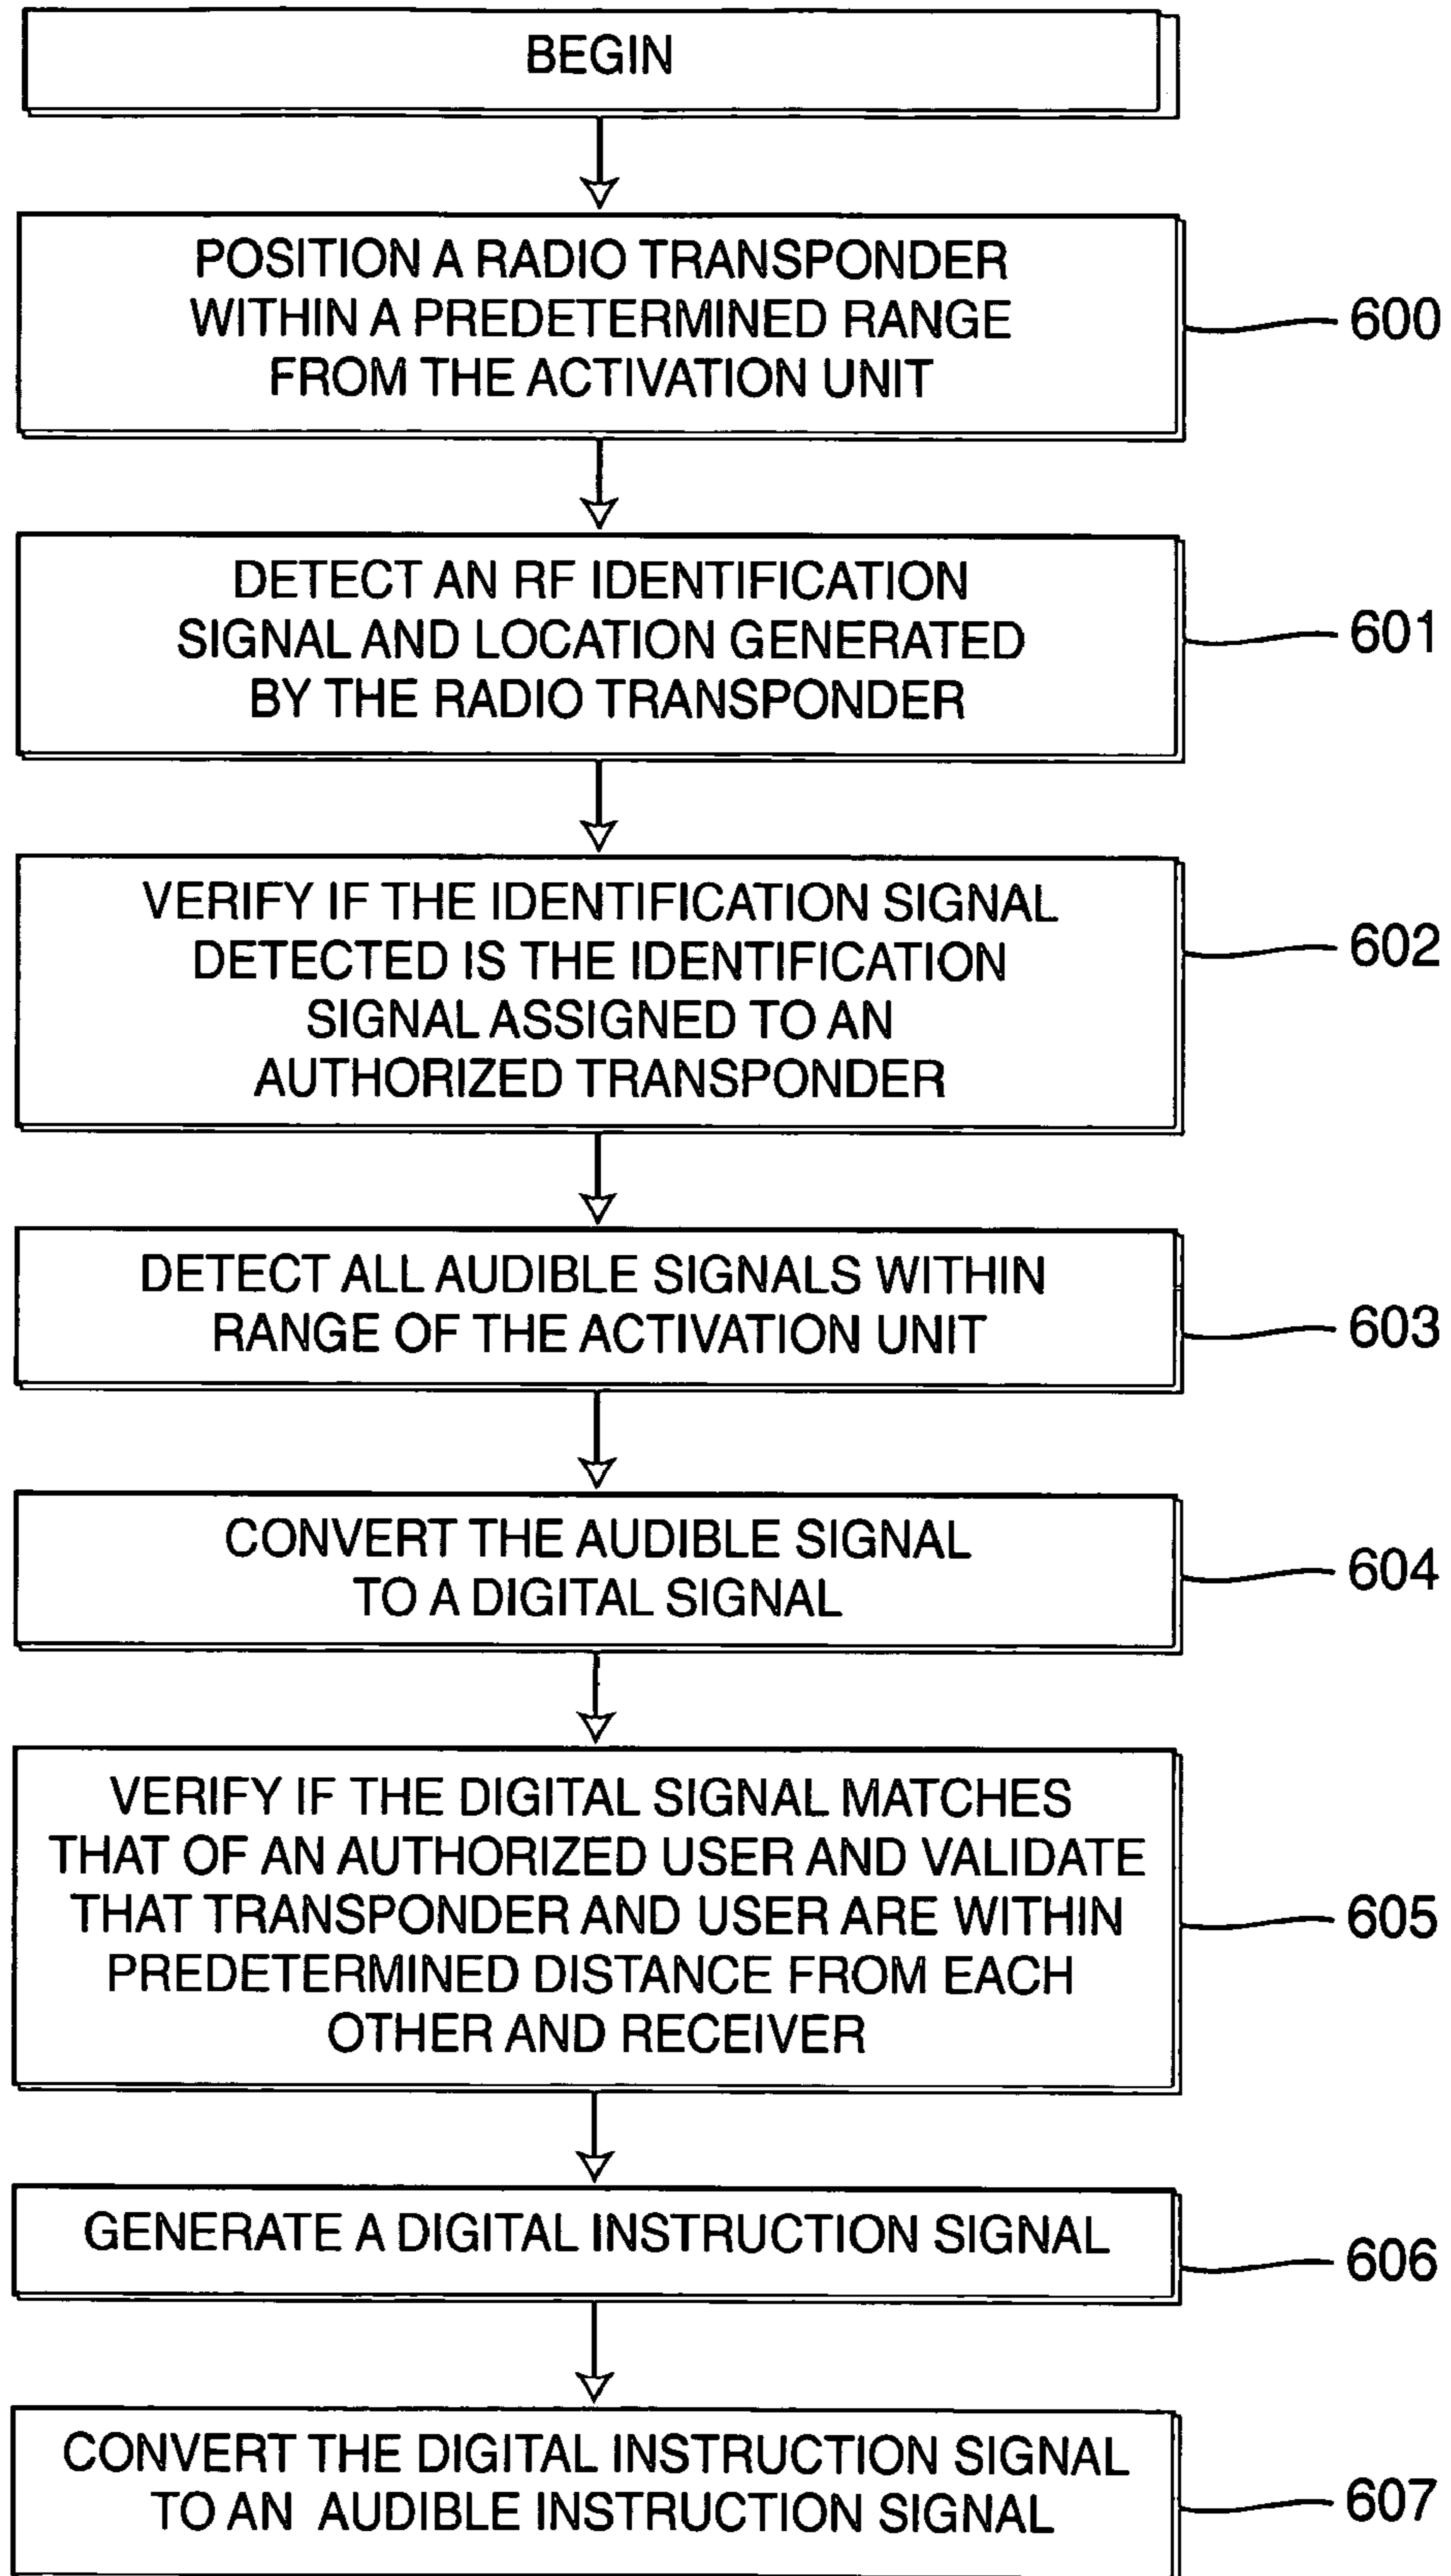 BEGIN
POSITION A RADIO TRANSPONDER
WITHIN A PREDETERMINED RANGE
FROM THE ACTIVATION UNIT
600
DETECT AN RF IDENTIFICATION
SIGNAL AND LOCATION GENERATED
BY THE RADIO TRANSPONDER
601
VERIFY IF THE IDENTIFICATION SIGNAL
DETECTED IS THE IDENTIFICATION
SIGNAL ASSIGNED TO AN
AUTHORIZED TRANSPONDER
602
DETECT ALL AUDIBLE SIGNALS WITHIN
RANGE OF THE ACTIVATION UNIT
603
CONVERT THE AUDIBLE SIGNAL
TO A DIGITAL SIGNAL
604
VERIFY IF THE DIGITAL SIGNAL MATCHES
THAT OF AN AUTHORIZED USER AND VALIDATE
THAT TRANSPONDER AND USER ARE WITHIN
PREDETERMINED DISTANCE FROM EACH
OTHER AND RECEIVER
605
GENERATE A DIGITAL INSTRUCTION SIGNAL
606
CONVERT THE DIGITAL INSTRUCTION SIGNAL
TO AN AUDIBLE INSTRUCTION SIGNAL
607